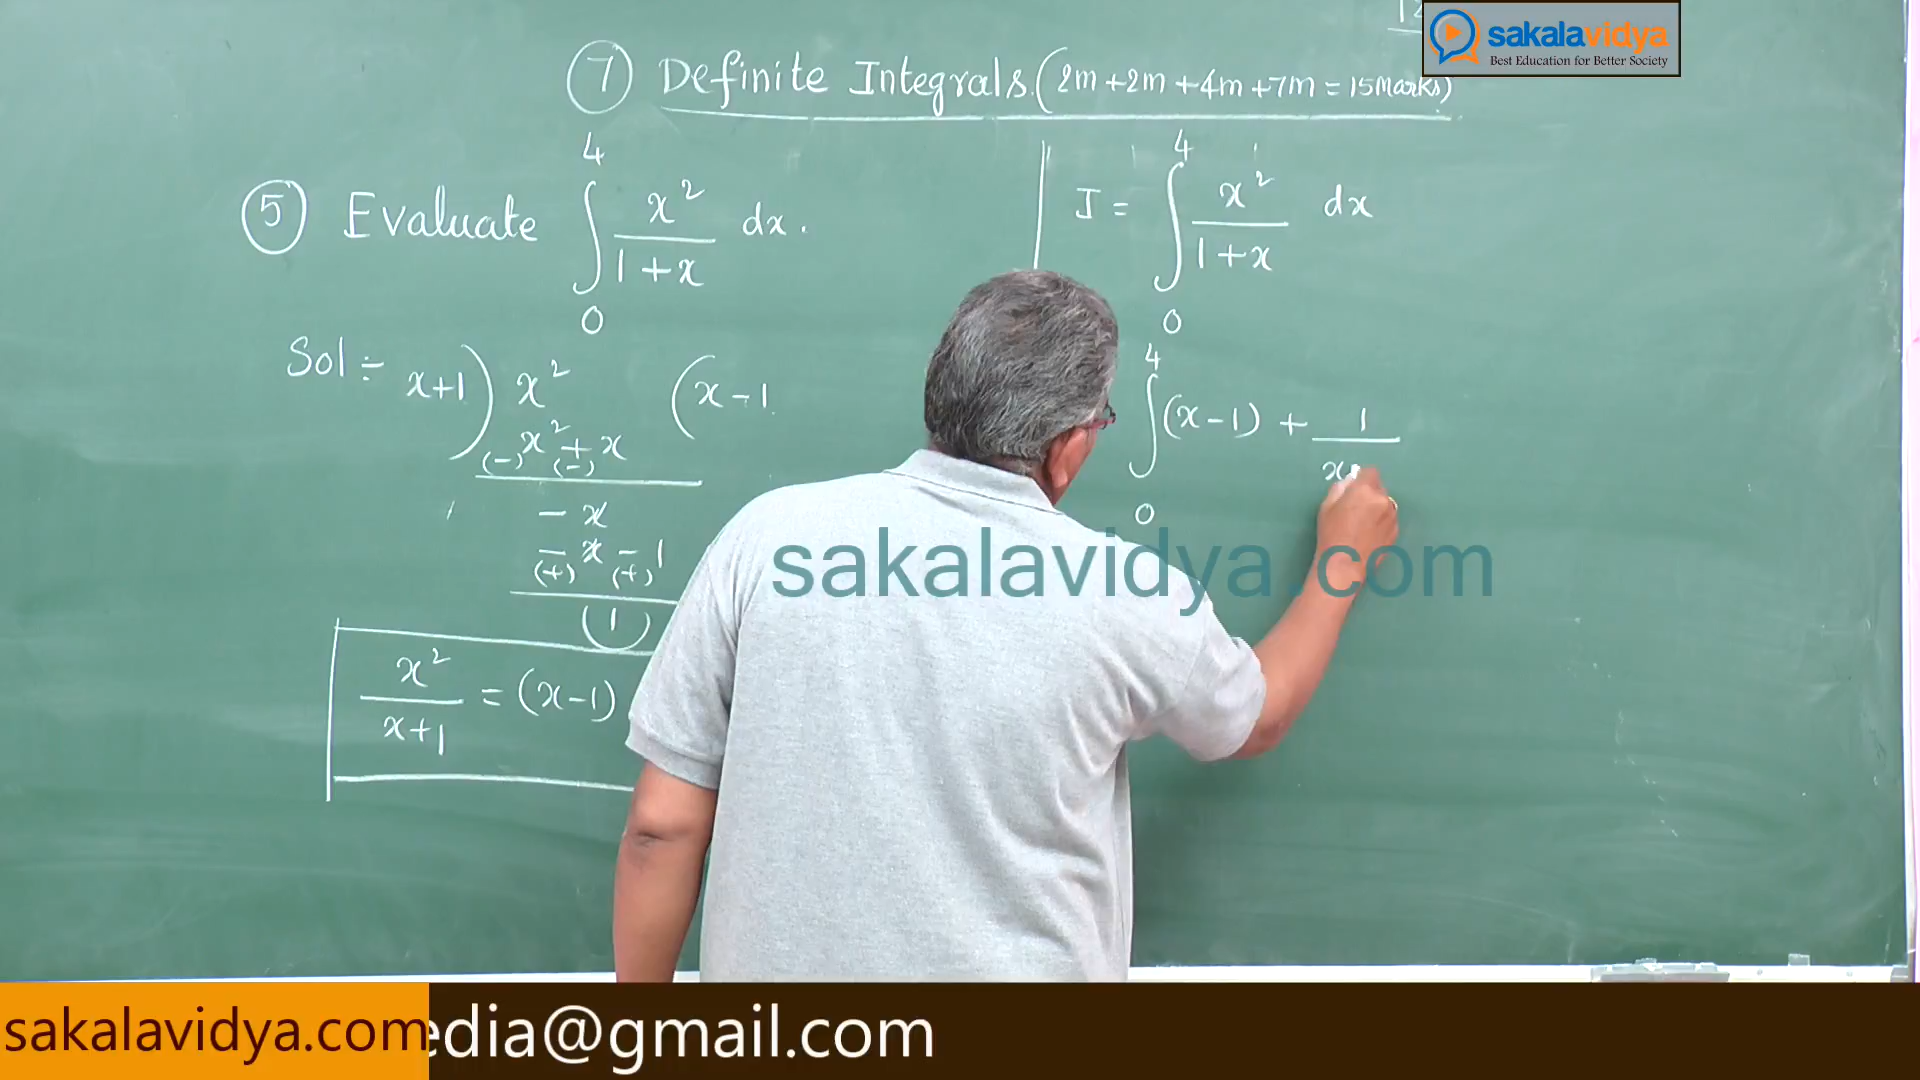 12
sakalavidya
Best Education for Better Society
7 Definite Integrals. (2m+2m+4m+7m=15Marks)
5 Evaluate ∫₀⁴ x²/(1+x) dx.
Sol÷ x+1) x² (x-1
(-)x²+x(-)
-x
-x-1
(+) (+)
(1)
x²/(x+1) = (x-1)
I = ∫₀⁴ x²/(1+x) dx
∫₀⁴ (x-1) + 1/x
sakalavidya.com
sakalavidya.com
edia@gmail.com